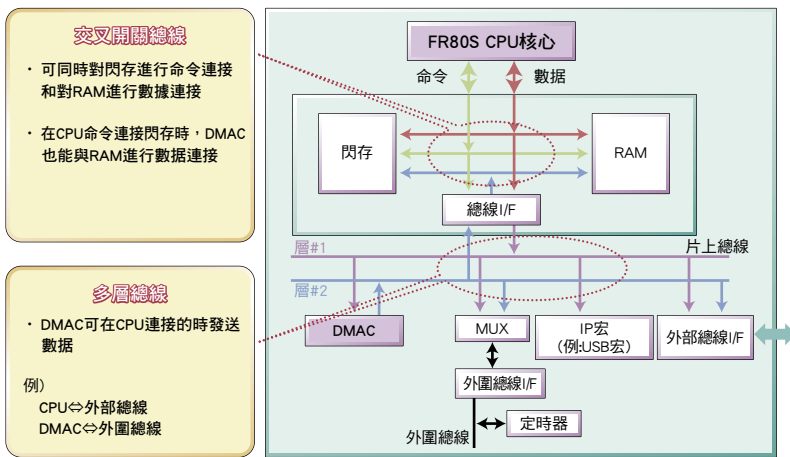 交叉開關總線
・ 可同時對閃存進行命令連接
和對RAM進行數據連接
・ 在CPU命令連接閃存時，DMAC
也能與RAM進行數据連接
多層總線
・ DMAC可在CPU連接的時發送
數据
例）
CPU⇔外部總線
DMAC⇔外圍總線
FR80S CPU核心
命令
數据
閃存
RAM
總線I/F
層#1
片上總線
層#2
DMAC
MUX
IP宏
（例:USB宏）
外部總線I/F
外圍總線I/F
定時器
外圍總線